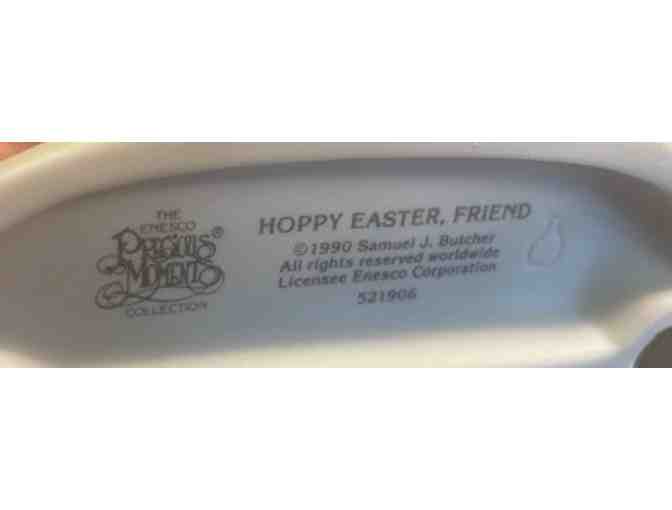 THE
ENESCO
PRECIOUS®
MOMENTS
COLLECTION
HOPPY EASTER, FRIEND
©1990 Samuel J. Butcher
All rights reserved worldwide
Licensee Enesco Corporation
521906